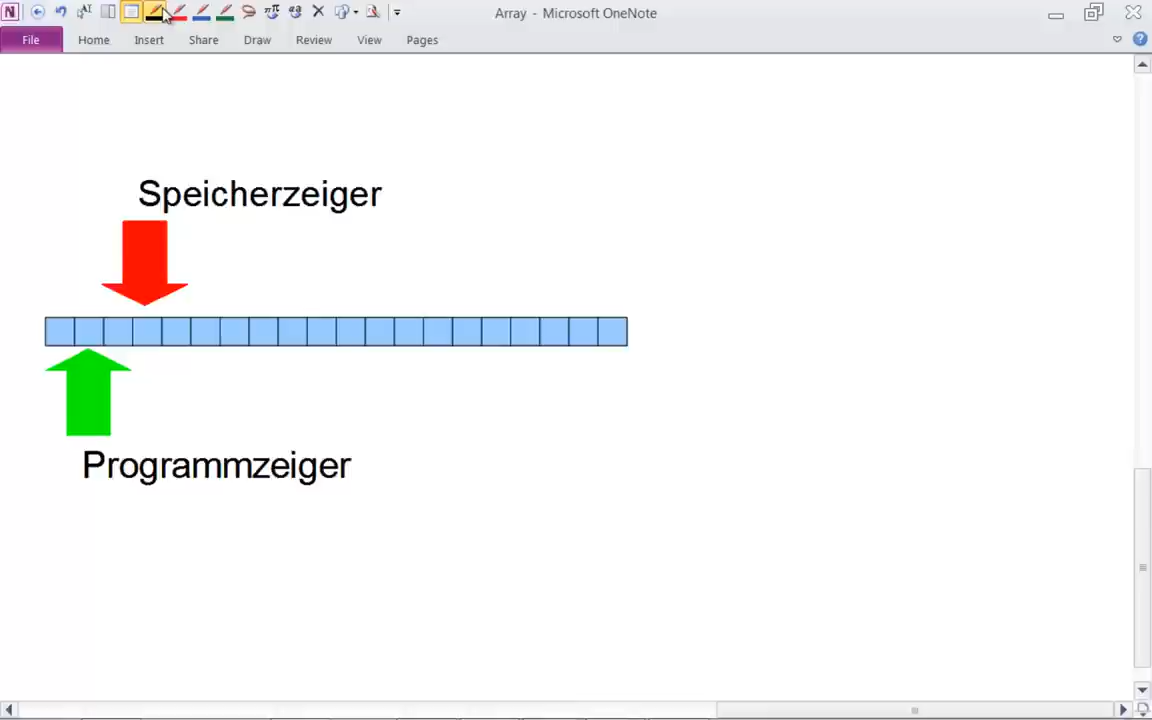 Array - Microsoft OneNote
File Home Insert Share Draw Review View Pages
Speicherzeiger
Programmzeiger